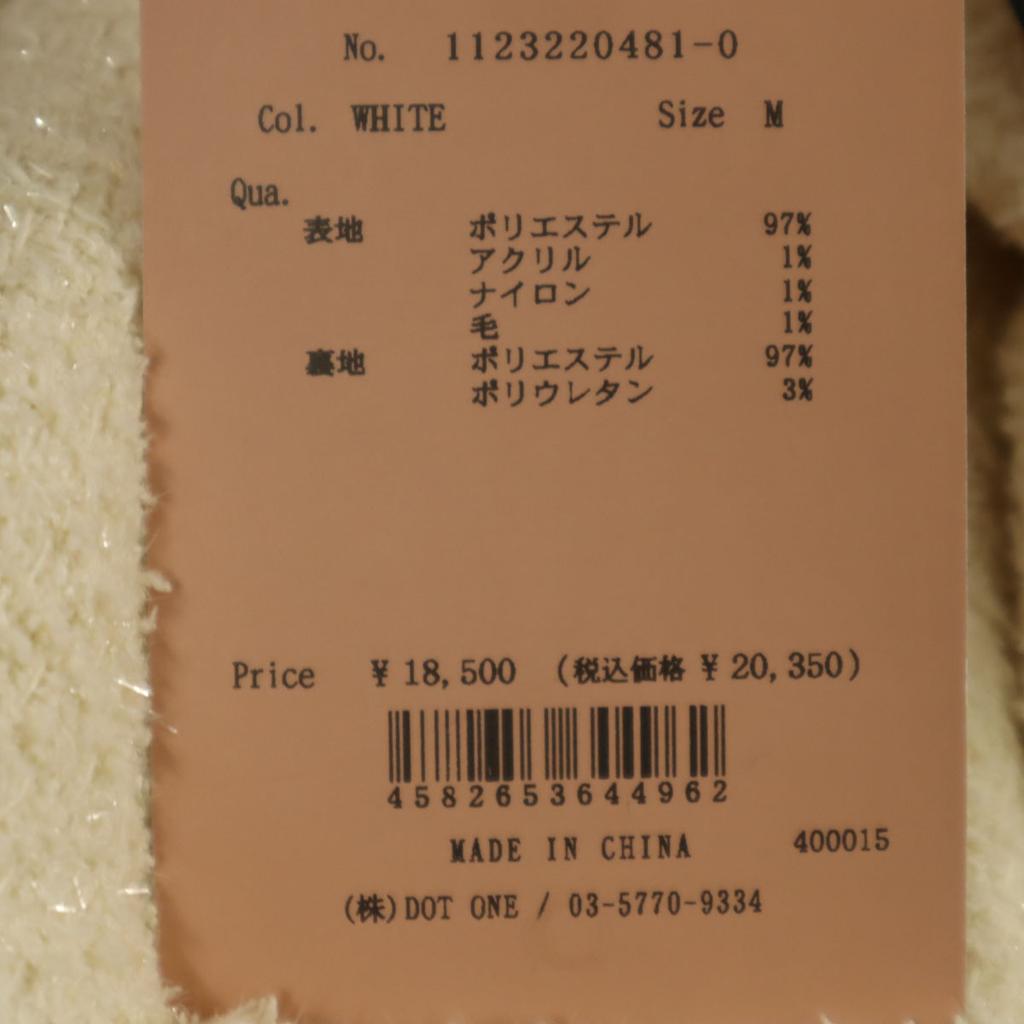 No. 1123220481-0
Col. WHITE Size M
Qua.
表地 ポリエステル 97%
アクリル 1%
ナイロン 1%
毛 1%
裏地 ポリエステル 97%
ポリウレタン 3%
Price ¥18,500 (税込価格 ¥20,350)
4582653644962
MADE IN CHINA 400015
(株)DOT ONE / 03-5770-9334